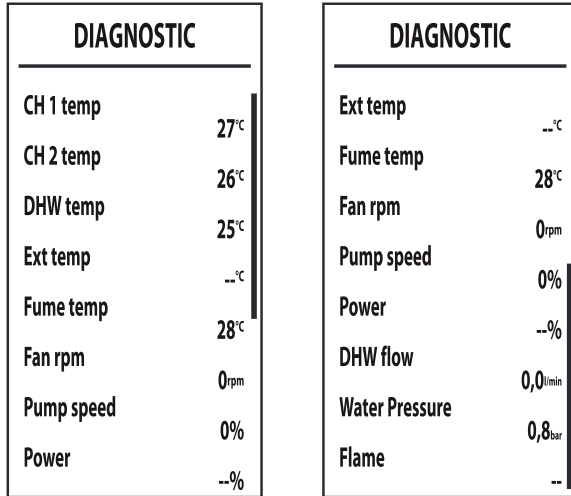 DIAGNOSTIC
CH 1 temp
27°C
CH 2 temp
26°C
DHW temp
25°C
Ext temp
--°C
Fume temp
28°C
Fan rpm
0rpm
Pump speed
0%
Power
--%
DIAGNOSTIC
Ext temp
--°C
Fume temp
28°C
Fan rpm
0rpm
Pump speed
0%
Power
--%
DHW flow
0,0l/min
Water Pressure
0,8bar
Flame
--